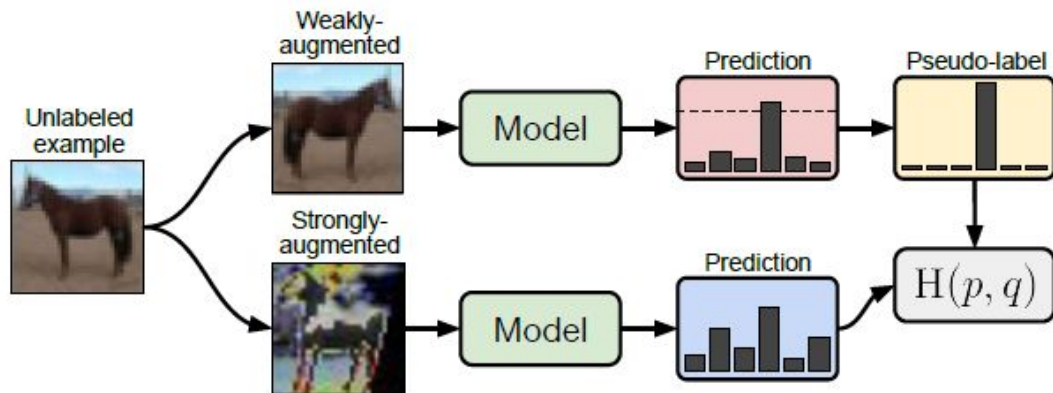 Weakly-
augmented
Prediction
Pseudo-label
Unlabeled
example
Model
Strongly-
augmented
Prediction
Model
H(p, q)